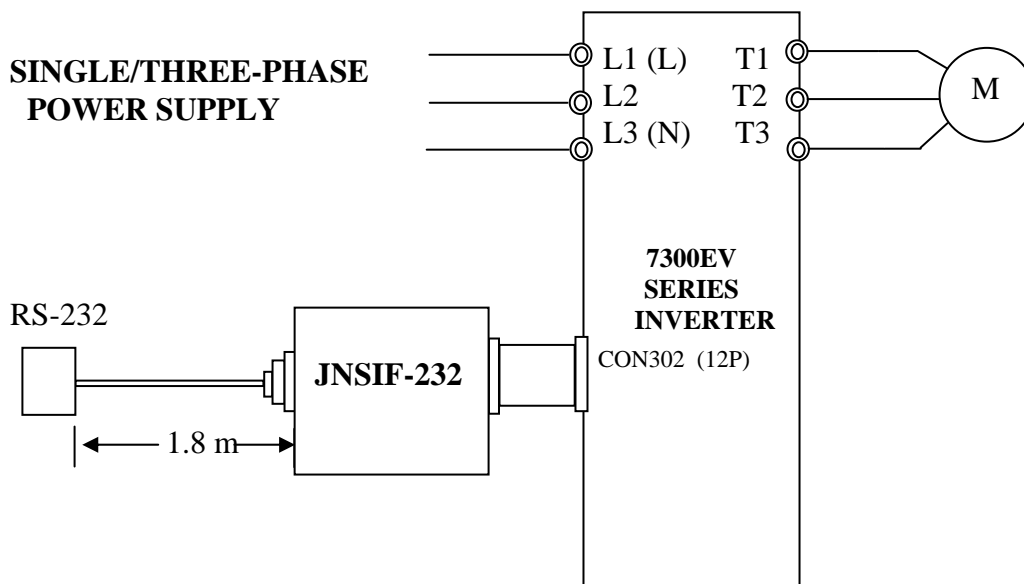 SINGLE/THREE-PHASE
POWER SUPPLY
L1 (L)
L2
L3 (N)
T1
T2
T3
M
7300EV
SERIES
INVERTER
CON302 (12P)
RS-232
JNSIF-232
1.8 m